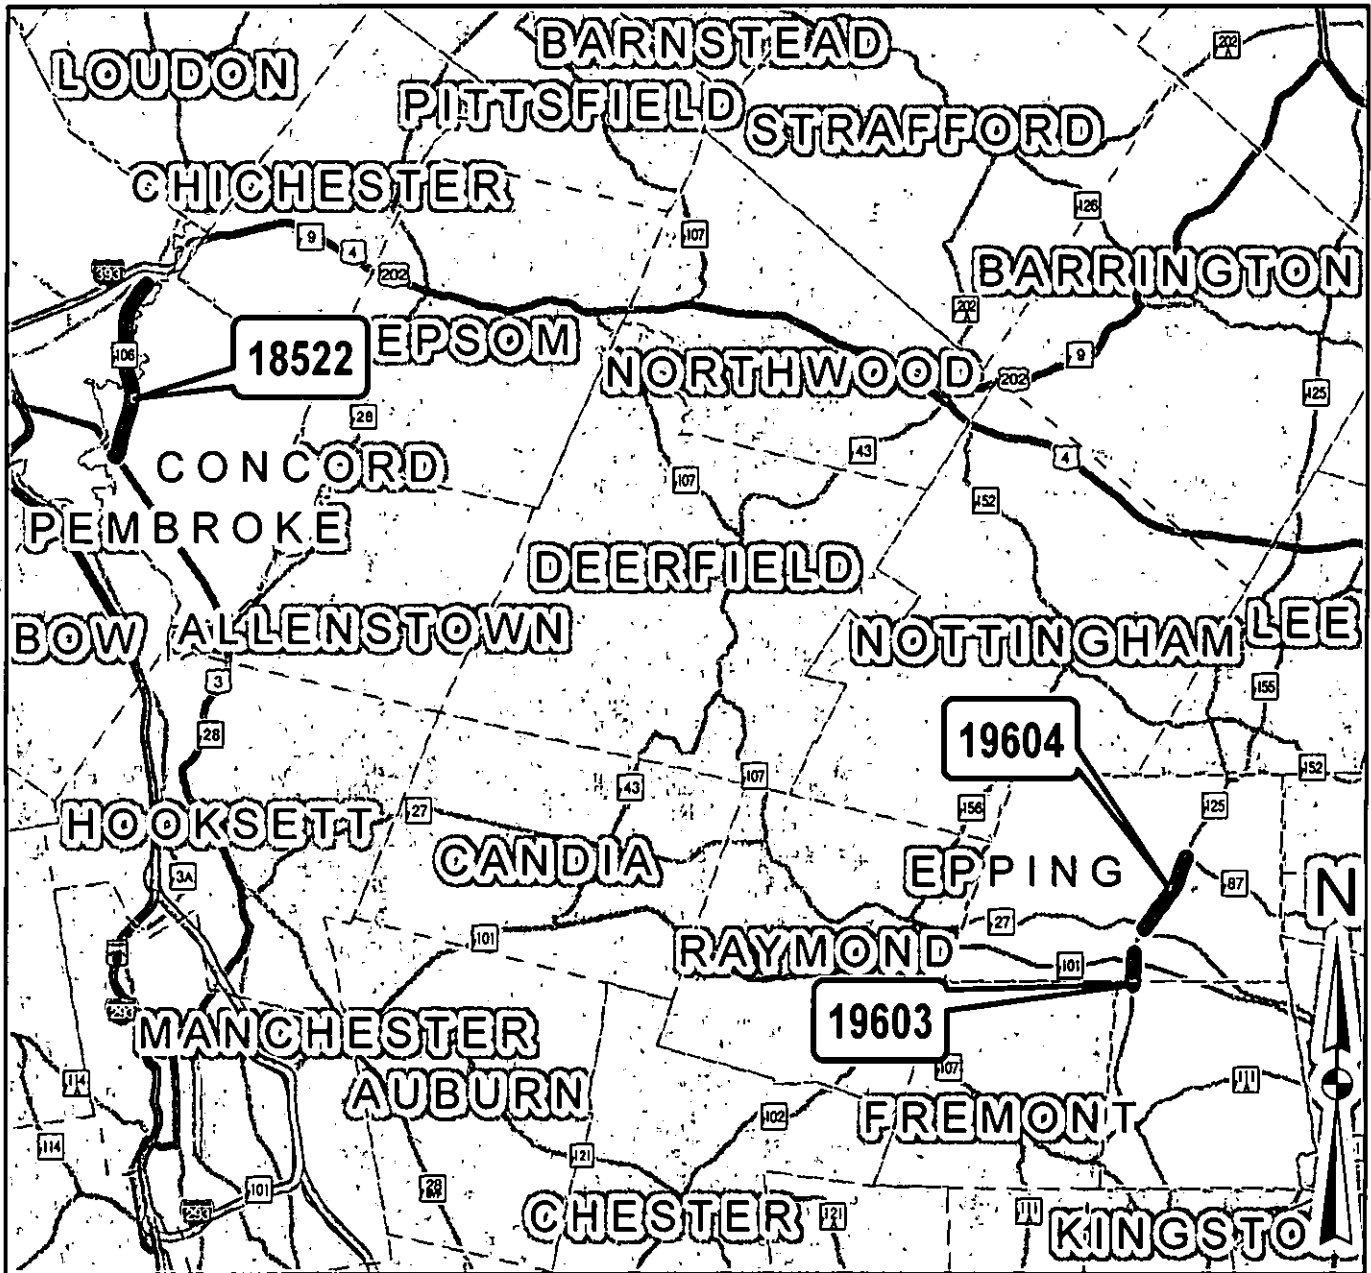 BARNSTEAD
202 A
LOUDON
PITTSFIELD
STRAFFORD
CHICHESTER
126
9
4
107
BARRINGTON
393
202
202 A
106
18522
EPSOM
NORTHWOOD
9
202
125
28
43
4
CONCORD
107
152
PEMBROKE
DEERFIELD
BOW
ALLENSTOWN
NOTTINGHAM
LEE
3
155
28
19604
152
107
43
156
125
27
HOOKSETT
CANDIA
EPPING
3A
87
N
27
101
RAYMOND
101
293
19603
MANCHESTER
107
111
114 A
AUBURN
FREMONT
102
114
121
101
28 BY
293
CHESTER
121 A
111 A
KINGSTO